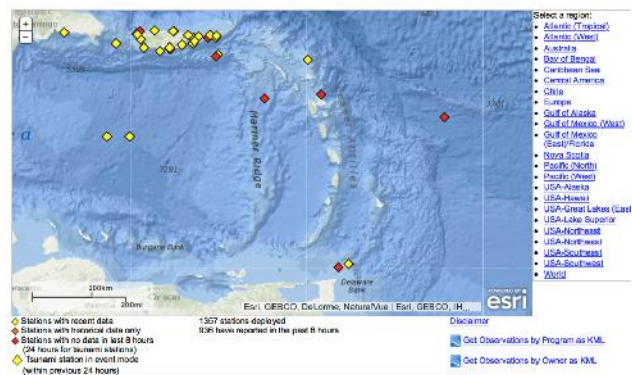 Select a region:
Atlantic (Tropical)
Atlantic (West)
Australia
Bay of Bengal
Caribbean Sea
Central America
Chile
Europe
Gulf of Alaska
Gulf of Mexico (West)
Gulf of Mexico
(East)/Florida
Nova Scotia
Pacific (North)
Pacific (West)
USA-Alaska
USA-Hawaii
USA-Great Lakes (East
USA-Lake Superior
USA-Northeast
USA-Northwest
USA-Southeast
USA-Southwest
World
+
−
7291
Burgana Bank
Delaware
Bank
Caracas
200km
200mi
Esri, GEBCO, DeLorme, NaturalVue | Esri, GEBCO, IH...
POWERED BY
esri
Stations with recent data
Stations with historical data only
Stations with no data in last 8 hours
(24 hours for tsunami stations)
Tsunami station in event mode
(within previous 24 hours)
1357 stations deployed
936 have reported in the past 8 hours
Disclaimer
Get Observations by Program as KML
Get Observations by Owner as KML